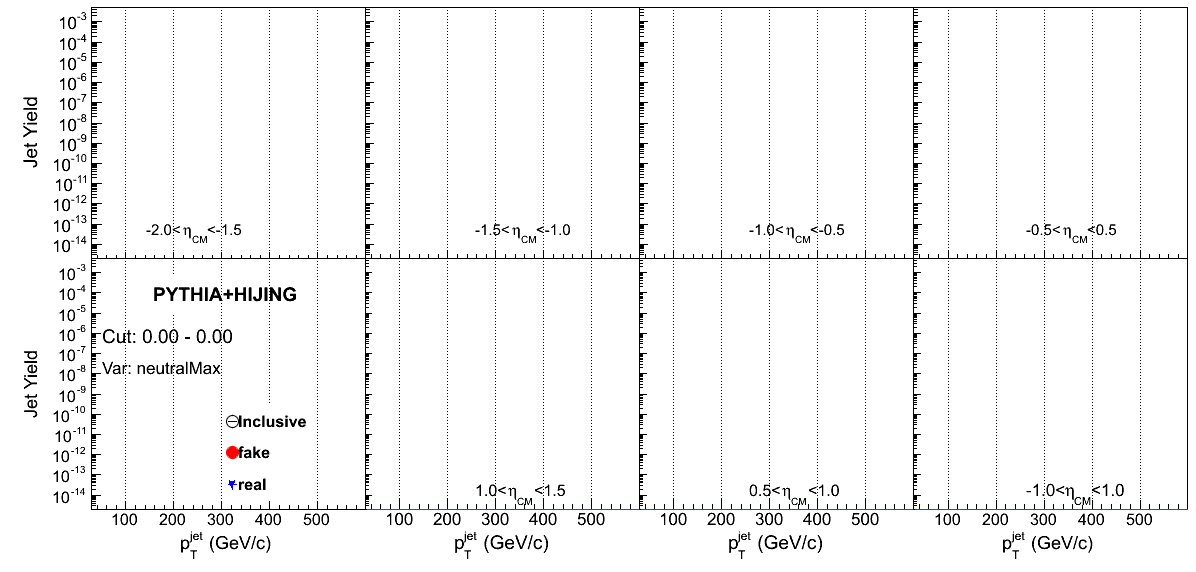 Jet Yield
10⁻³
10⁻⁴
10⁻⁵
10⁻⁶
10⁻⁷
10⁻⁸
10⁻⁹
10⁻¹⁰
10⁻¹¹
10⁻¹²
10⁻¹³
10⁻¹⁴
-2.0<η_CM<-1.5
-1.5<η_CM<-1.0
-1.0<η_CM<-0.5
-0.5<η_CM<0.5
Jet Yield
10⁻³
10⁻⁴
10⁻⁵
10⁻⁶
10⁻⁷
10⁻⁸
10⁻⁹
10⁻¹⁰
10⁻¹¹
10⁻¹²
10⁻¹³
10⁻¹⁴
PYTHIA+HIJING
Cut: 0.00 - 0.00
Var: neutralMax
Inclusive
fake
real
1.0<η_CM<1.5
0.5<η_CM<1.0
-1.0<η_CM<1.0
100 200 300 400 500
100 200 300 400 500
100 200 300 400 500
100 200 300 400 500
p_T^jet (GeV/c)
p_T^jet (GeV/c)
p_T^jet (GeV/c)
p_T^jet (GeV/c)